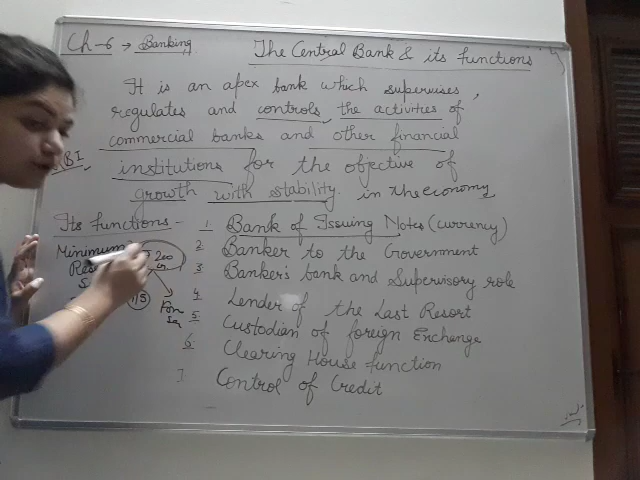 Ch-6 → Banking
The Central Bank & its functions
It is an apex bank which supervises,
regulates and controls, the activities of
commercial banks and other financial
institutions for the objective of
growth with stability in the economy
RBI
Its functions -
1 Bank of Issuing Notes (currency)
2 Banker to the Government
3 Banker's bank and Supervisory role
4 Lender of the Last Resort
5 Custodian of foreign Exchange
6 Clearing House function
7 Control of Credit
Minimum
200
115